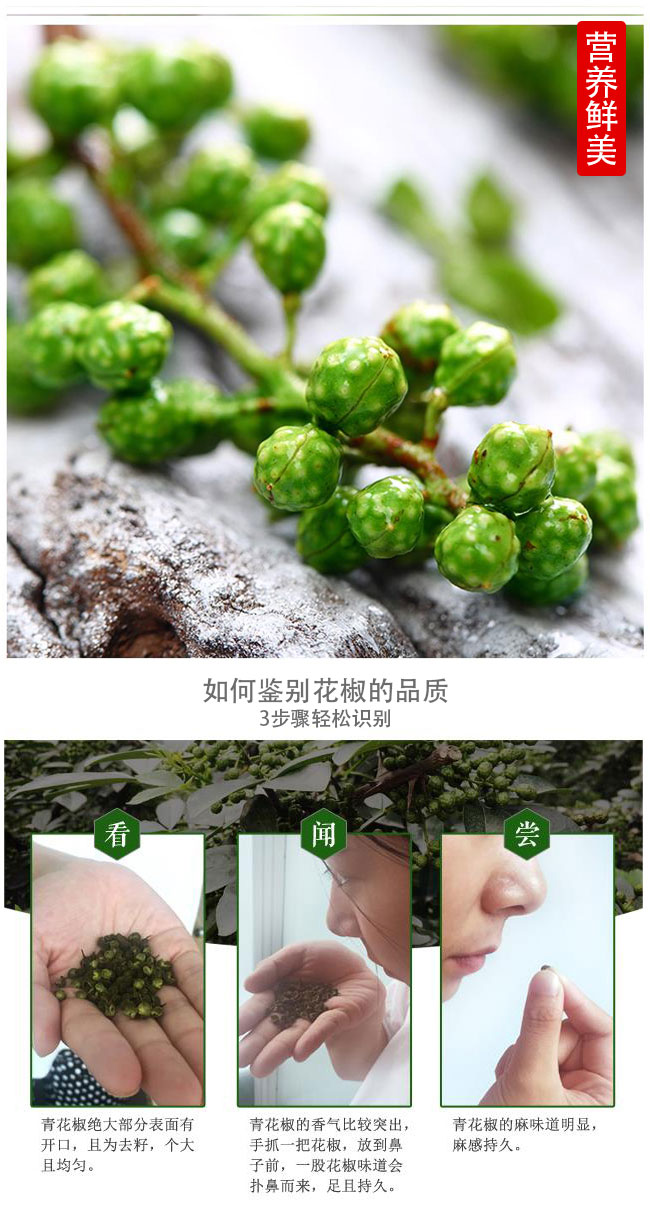 营养鲜美
如何鉴别花椒的品质
3步骤轻松识别
看
闻
尝
青花椒绝大部分表面有
开口，且为去籽，个大
且均匀。
青花椒的香气比较突出，
手抓一把花椒，放到鼻
子前，一股花椒味道会
扑鼻而来，足且持久。
青花椒的麻味道明显，
麻感持久。